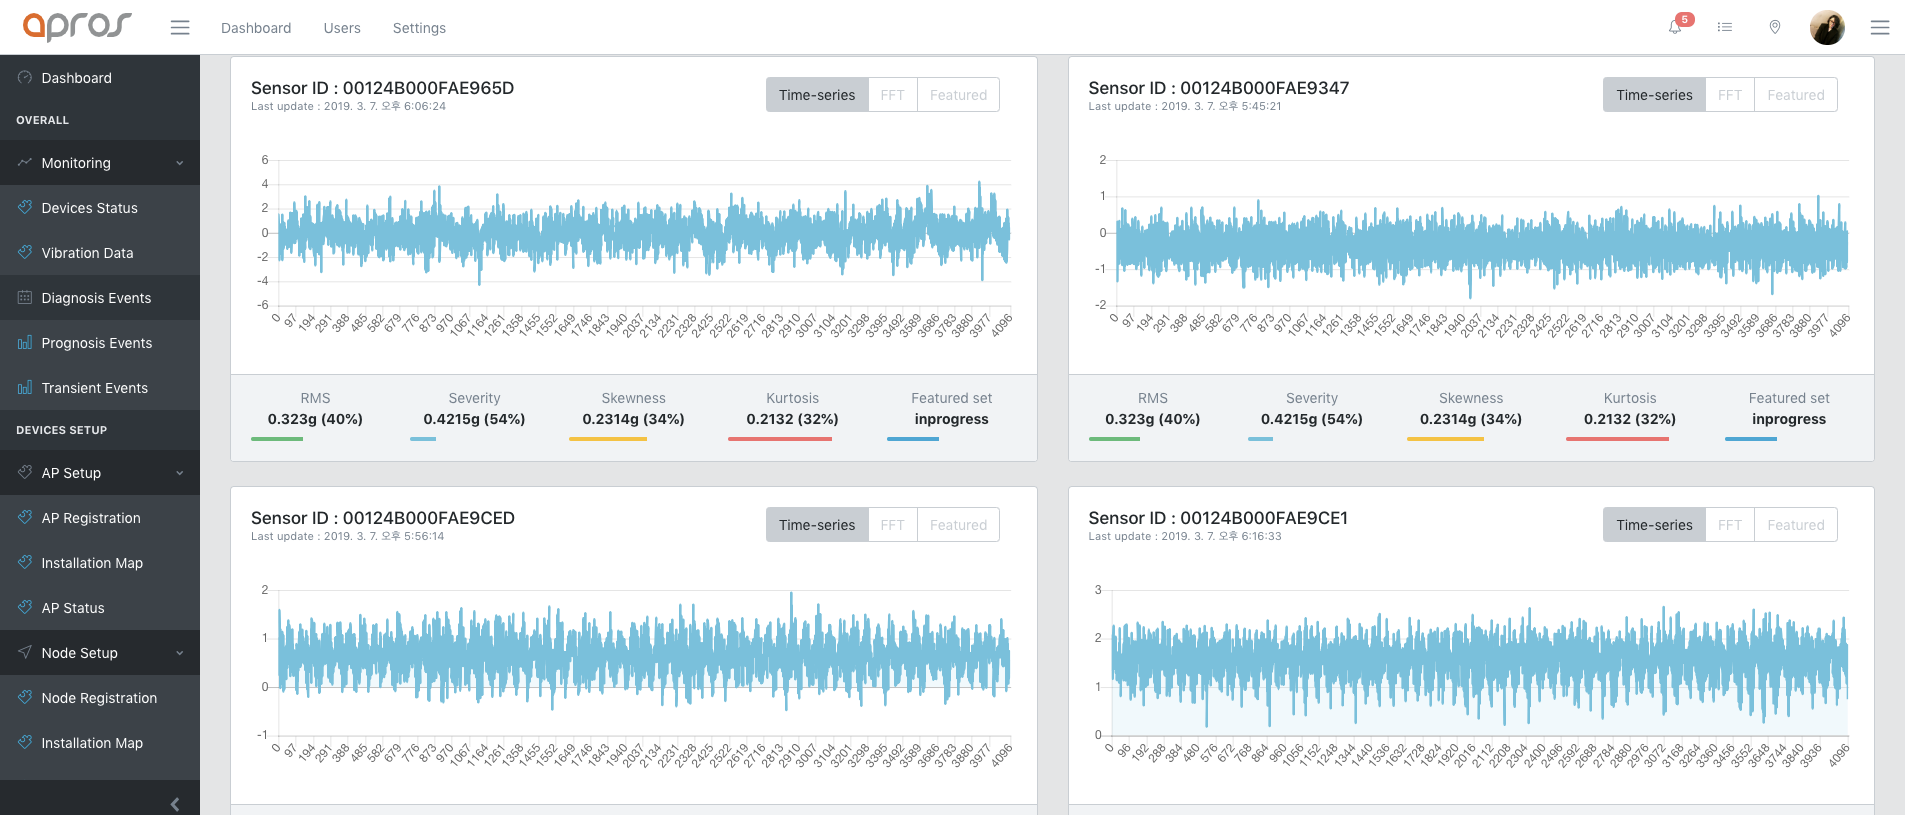 apros
Dashboard Users Settings
5
Dashboard
OVERALL
Monitoring
Devices Status
Vibration Data
Diagnosis Events
Prognosis Events
Transient Events
DEVICES SETUP
AP Setup
AP Registration
Installation Map
AP Status
Node Setup
Node Registration
Installation Map
Sensor ID : 00124B000FAE965D
Last update : 2019. 3. 7. 오후 6:06:24
Time-series FFT Featured
6
4
2
0
-2
-4
-6
0 97 194 291 388 485 582 679 776 873 970 1067 1164 1261 1358 1455 1552 1649 1746 1843 1940 2037 2134 2231 2328 2425 2522 2619 2716 2813 2910 3007 3104 3201 3298 3395 3492 3589 3686 3783 3880 3977 4096
RMS Severity Skewness Kurtosis Featured set
0.323g (40%) 0.4215g (54%) 0.2314g (34%) 0.2132 (32%) inprogress
Sensor ID : 00124B000FAE9347
Last update : 2019. 3. 7. 오후 5:45:21
Time-series FFT Featured
2
1
0
-1
-2
0 97 194 291 388 485 582 679 776 873 970 1067 1164 1261 1358 1455 1552 1649 1746 1843 1940 2037 2134 2231 2328 2425 2522 2619 2716 2813 2910 3007 3104 3201 3298 3395 3492 3589 3686 3783 3880 3977 4096
RMS Severity Skewness Kurtosis Featured set
0.323g (40%) 0.4215g (54%) 0.2314g (34%) 0.2132 (32%) inprogress
Sensor ID : 00124B000FAE9CED
Last update : 2019. 3. 7. 오후 5:56:14
Time-series FFT Featured
2
1
0
-1
0 97 194 291 388 485 582 679 776 873 970 1067 1164 1261 1358 1455 1552 1649 1746 1843 1940 2037 2134 2231 2328 2425 2522 2619 2716 2813 2910 3007 3104 3201 3298 3395 3492 3589 3686 3783 3880 3977 4096
Sensor ID : 00124B000FAE9CE1
Last update : 2019. 3. 7. 오후 6:16:33
Time-series FFT Featured
3
2
1
0
0 96 192 288 384 480 576 672 768 864 960 1056 1152 1248 1344 1440 1536 1632 1728 1824 1920 2016 2112 2208 2304 2400 2496 2592 2688 2784 2880 2976 3072 3168 3264 3360 3456 3552 3648 3744 3840 3936 4096